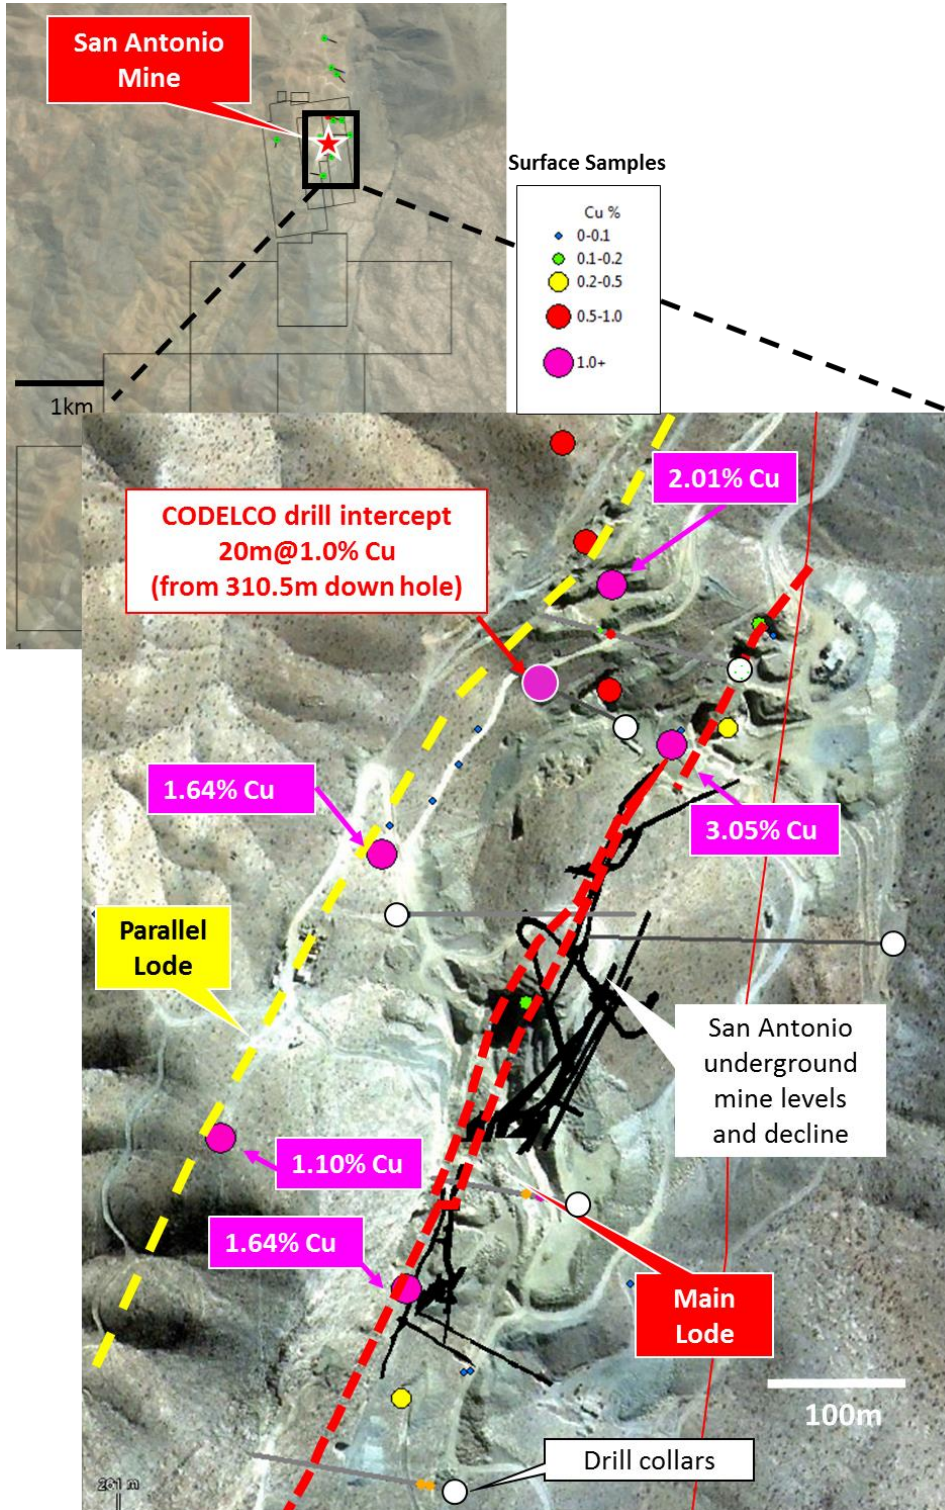 San Antonio
Mine
Surface Samples
Cu %
0-0.1
0.1-0.2
0.2-0.5
0.5-1.0
1.0+
1km
2.01% Cu
CODELCO drill intercept
20m@1.0% Cu
(from 310.5m down hole)
1.64% Cu
3.05% Cu
Parallel
Lode
San Antonio
underground
mine levels
and decline
1.10% Cu
1.64% Cu
Main
Lode
100m
Drill collars
261 m